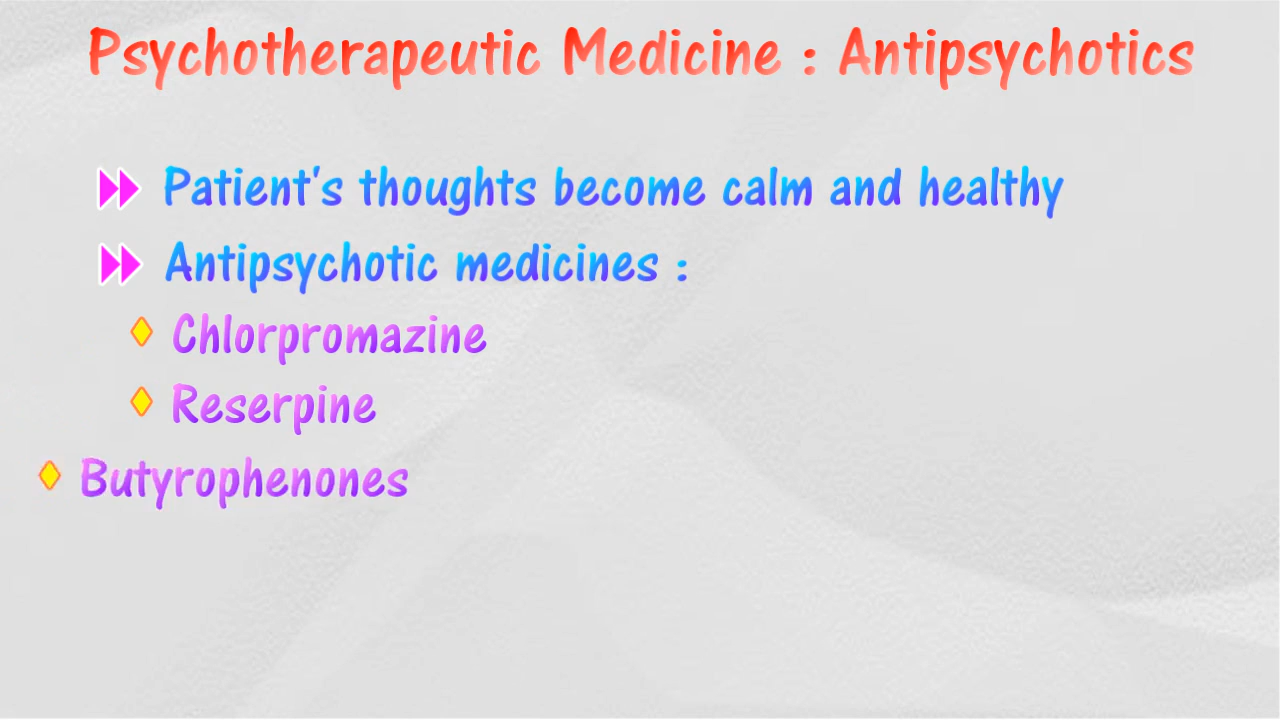 Psychotherapeutic Medicine : Antipsychotics
Patient's thoughts become calm and healthy
Antipsychotic medicines :
Chlorpromazine
Reserpine
Butyrophenones